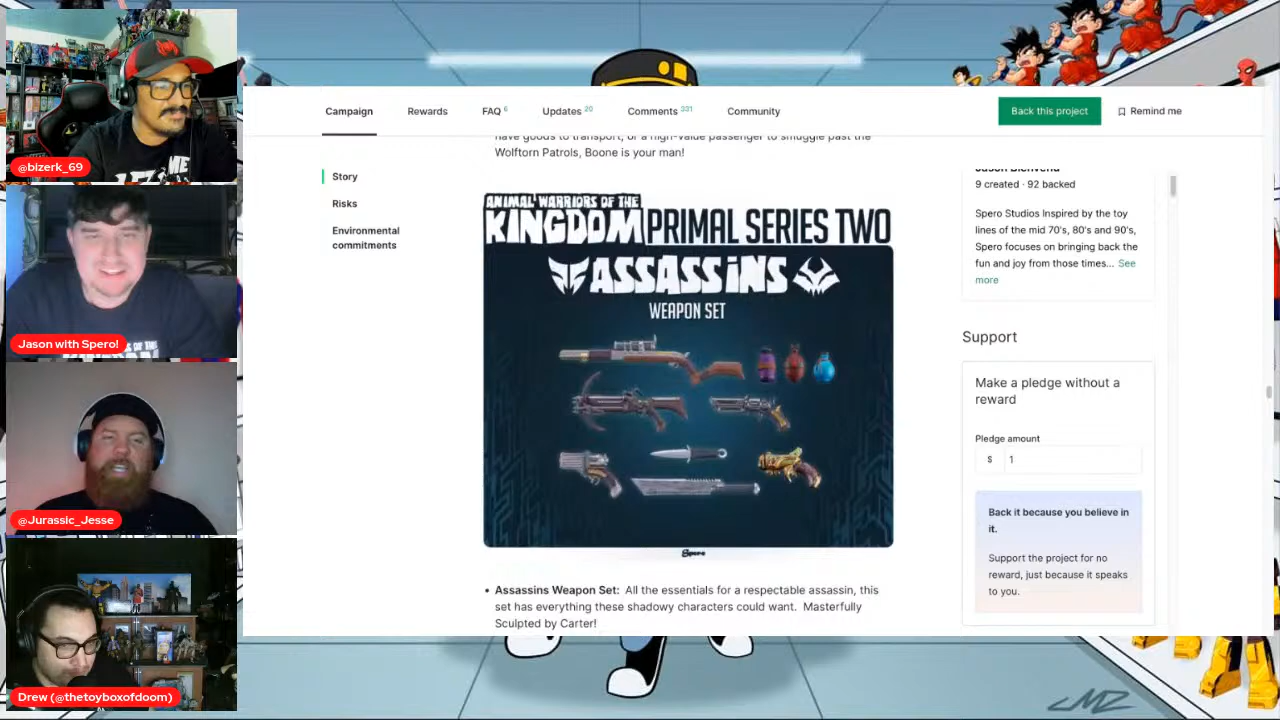 @bizerk_69
Jason with Spero!
@Jurassic_Jesse
Drew (@thetoyboxofdoom)
Campaign
Rewards
FAQ 6
Updates 20
Comments 331
Community
Back this project
Remind me
Story
Risks
Environmental
commitments
have goods to transport, or a high-value passenger to smuggle past the
Wolftorn Patrols, Boone is your man!
ANIMAL WARRIORS OF THE
KINGDOM PRIMAL SERIES TWO
ASSASSINS
WEAPON SET
Spero
• Assassins Weapon Set: All the essentials for a respectable assassin, this
set has everything these shadowy characters could want. Masterfully
Sculpted by Carter!
Jason Bienvenu
9 created · 92 backed
Spero Studios Inspired by the toy
lines of the mid 70's, 80's and 90's,
Spero focuses on bringing back the
fun and joy from those times... See
more
Support
Make a pledge without a
reward
Pledge amount
$ 1
Back it because you believe in
it.
Support the project for no
reward, just because it speaks
to you.